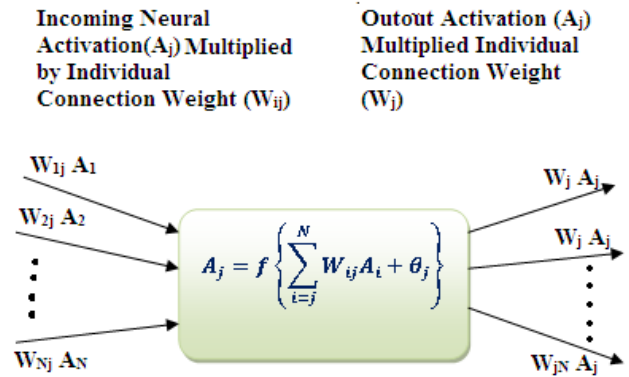 Incoming Neural
Activation(Aj) Multiplied
by Individual
Connection Weight (Wij)
Outout Activation (Aj)
Multiplied Individual
Connection Weight
(Wj)
W1j A1
W2j A2
WNj AN
Aj = f { ∑_{i=j}^{N} Wij Ai + θj }
Wj Aj
Wj Aj
WjN Aj